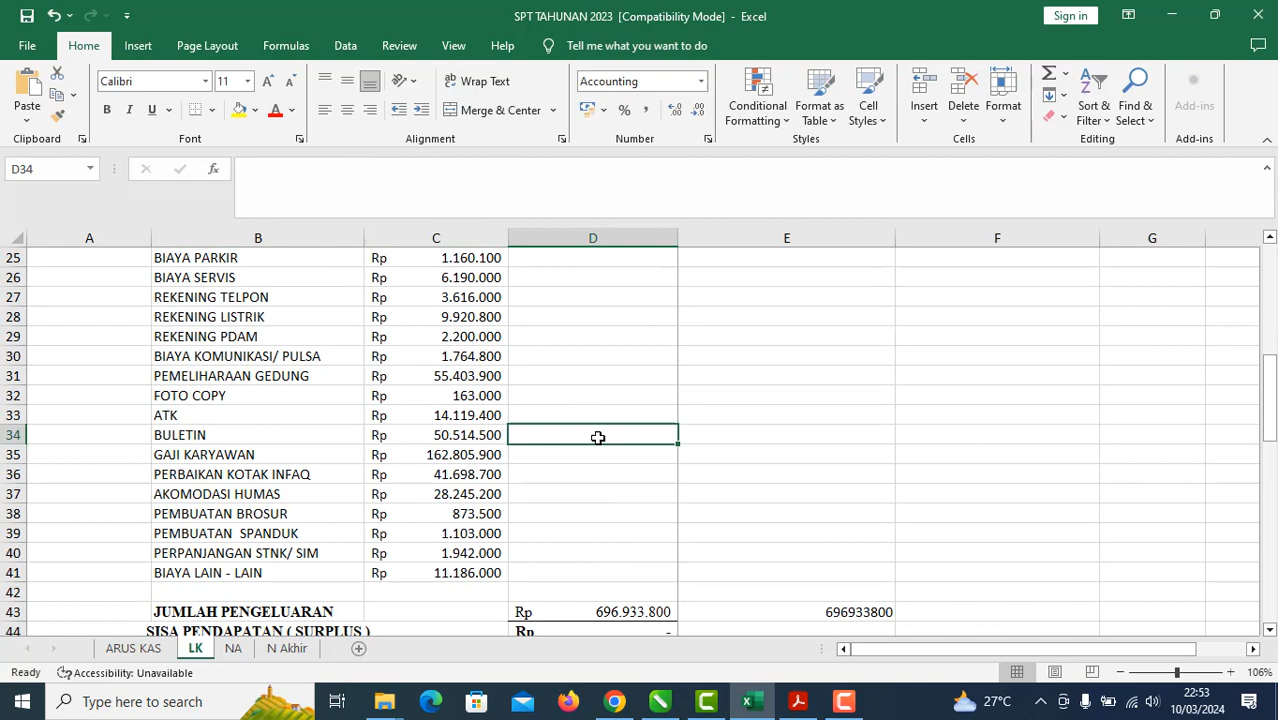 SPT TAHUNAN 2023 [Compatibility Mode] - Excel
Sign in
File Home Insert Page Layout Formulas Data Review View Help Tell me what you want to do
Paste
Clipboard
Calibri 11
B I U
Font
Wrap Text
Merge & Center
Alignment
Accounting
Number
Conditional Formatting
Format as Table
Cell Styles
Styles
Insert Delete Format
Cells
Sort & Filter
Find & Select
Editing
Add-ins
Add-ins
D34
A B C D E F G
25 BIAYA PARKIR Rp 1.160.100
26 BIAYA SERVIS Rp 6.190.000
27 REKENING TELPON Rp 3.616.000
28 REKENING LISTRIK Rp 9.920.800
29 REKENING PDAM Rp 2.200.000
30 BIAYA KOMUNIKASI/ PULSA Rp 1.764.800
31 PEMELIHARAAN GEDUNG Rp 55.403.900
32 FOTO COPY Rp 163.000
33 ATK Rp 14.119.400
34 BULETIN Rp 50.514.500
35 GAJI KARYAWAN Rp 162.805.900
36 PERBAIKAN KOTAK INFAQ Rp 41.698.700
37 AKOMODASI HUMAS Rp 28.245.200
38 PEMBUATAN BROSUR Rp 873.500
39 PEMBUATAN SPANDUK Rp 1.103.000
40 PERPANJANGAN STNK/ SIM Rp 1.942.000
41 BIAYA LAIN - LAIN Rp 11.186.000
42
43 JUMLAH PENGELUARAN Rp 696.933.800 696933800
44 SISA PENDAPATAN ( SURPLUS ) Rp -
ARUS KAS LK NA N Akhir
Ready Accessibility: Unavailable 106%
Type here to search
27°C
22:53
10/03/2024